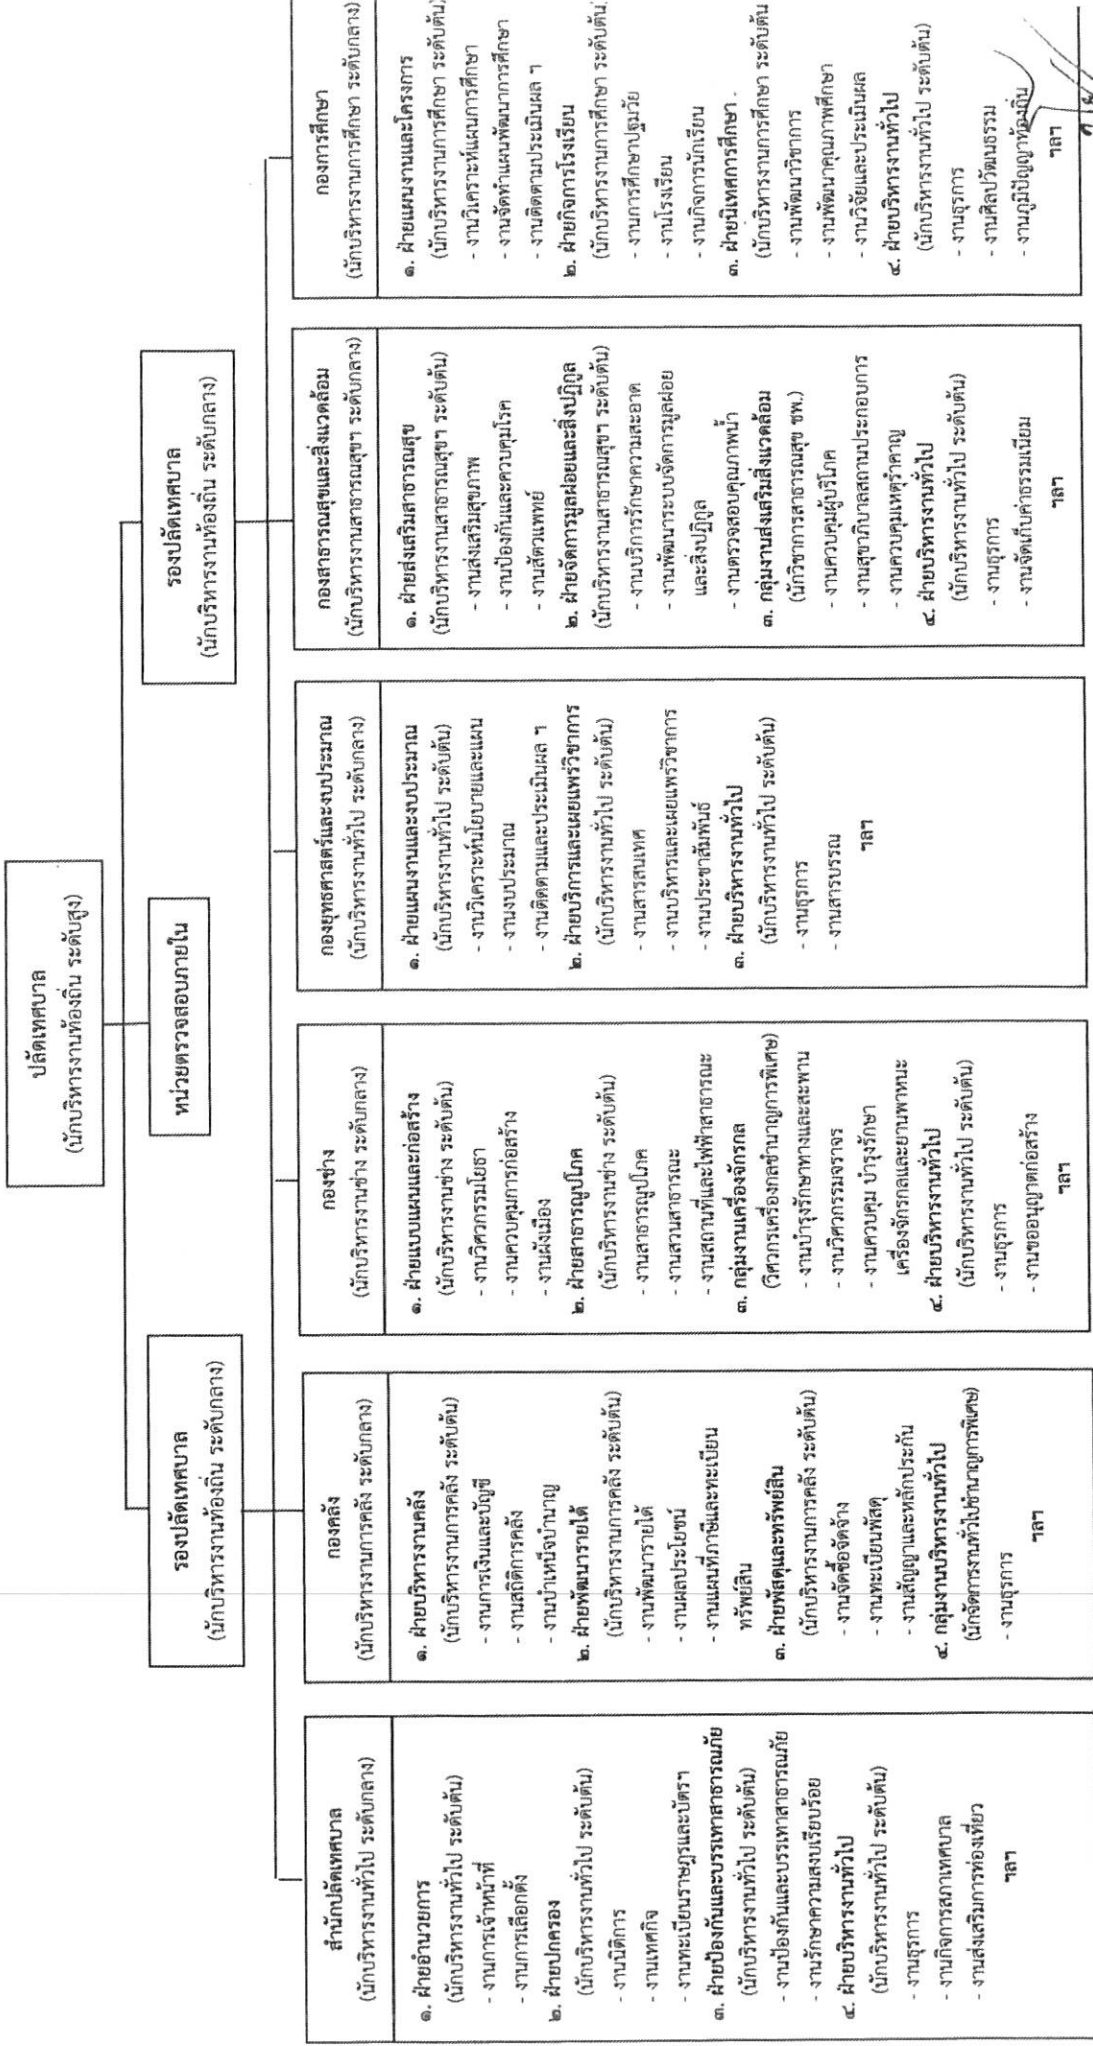 ปลัดเทศบาล
(นักบริหารงานท้องถิ่น ระดับสูง)
รองปลัดเทศบาล
(นักบริหารงานท้องถิ่น ระดับกลาง)
หน่วยตรวจสอบภายใน
รองปลัดเทศบาล
(นักบริหารงานท้องถิ่น ระดับกลาง)
สำนักปลัดเทศบาล
(นักบริหารงานทั่วไป ระดับกลาง)
๑. ฝ่ายอำนวยการ
(นักบริหารงานทั่วไป ระดับต้น)
- งานการเจ้าหน้าที่
- งานการเลือกตั้ง
๒. ฝ่ายปกครอง
(นักบริหารงานทั่วไป ระดับต้น)
- งานนิติการ
- งานเทศกิจ
- งานทะเบียนราษฎรและบัตรฯ
๓. ฝ่ายป้องกันและบรรเทาสาธารณภัย
(นักบริหารงานทั่วไป ระดับต้น)
- งานป้องกันและบรรเทาสาธารณภัย
- งานรักษาความสงบเรียบร้อย
๔. ฝ่ายบริหารงานทั่วไป
(นักบริหารงานทั่วไป ระดับต้น)
- งานธุรการ
- งานกิจการสภาเทศบาล
- งานส่งเสริมการท่องเที่ยว
ฯลฯ
กองคลัง
(นักบริหารงานการคลัง ระดับกลาง)
๑. ฝ่ายบริหารงานคลัง
(นักบริหารงานการคลัง ระดับต้น)
- งานการเงินและบัญชี
- งานสถิติการคลัง
- งานบำเหน็จบำนาญ
๒. ฝ่ายพัฒนารายได้
(นักบริหารงานการคลัง ระดับต้น)
- งานพัฒนารายได้
- งานผลประโยชน์
- งานแผนที่ภาษีและทะเบียน
ทรัพย์สิน
๓. ฝ่ายพัสดุและทรัพย์สิน
(นักบริหารงานการคลัง ระดับต้น)
- งานจัดซื้อจัดจ้าง
- งานทะเบียนพัสดุ
- งานสัญญาและหลักประกัน
๔. กลุ่มงานบริหารงานทั่วไป
(นักจัดการงานทั่วไปชำนาญการพิเศษ)
- งานธุรการ
ฯลฯ
กองช่าง
(นักบริหารงานช่าง ระดับกลาง)
๑. ฝ่ายแบบแผนและก่อสร้าง
(นักบริหารงานช่าง ระดับต้น)
- งานวิศวกรรมโยธา
- งานควบคุมการก่อสร้าง
- งานผังเมือง
๒. ฝ่ายสาธารณูปโภค
(นักบริหารงานช่าง ระดับต้น)
- งานสาธารณูปโภค
- งานสวนสาธารณะ
- งานสถานที่และไฟฟ้าสาธารณะ
๓. กลุ่มงานเครื่องจักรกล
(วิศวกรเครื่องกลชำนาญการพิเศษ)
- งานบำรุงรักษาทางและสะพาน
- งานวิศวกรรมจราจร
- งานควบคุม บำรุงรักษา
เครื่องจักรกลและยานพาหนะ
๔. ฝ่ายบริหารงานทั่วไป
(นักบริหารงานทั่วไป ระดับต้น)
- งานธุรการ
- งานขออนุญาตก่อสร้าง
ฯลฯ
กองยุทธศาสตร์และงบประมาณ
(นักบริหารงานทั่วไป ระดับกลาง)
๑. ฝ่ายแผนงานและงบประมาณ
(นักบริหารงานทั่วไป ระดับต้น)
- งานวิเคราะห์นโยบายและแผน
- งานงบประมาณ
- งานติดตามและประเมินผล ฯ
๒. ฝ่ายบริการและเผยแพร่วิชาการ
(นักบริหารงานทั่วไป ระดับต้น)
- งานสารสนเทศ
- งานบริหารและเผยแพร่วิชาการ
- งานประชาสัมพันธ์
๓. ฝ่ายบริหารงานทั่วไป
(นักบริหารงานทั่วไป ระดับต้น)
- งานธุรการ
- งานสารบรรณ
ฯลฯ
กองสาธารณสุขและสิ่งแวดล้อม
(นักบริหารงานสาธารณสุขฯ ระดับกลาง)
๑. ฝ่ายส่งเสริมสาธารณสุข
(นักบริหารงานสาธารณสุขฯ ระดับต้น)
- งานส่งเสริมสุขภาพ
- งานป้องกันและควบคุมโรค
- งานสัตวแพทย์
๒. ฝ่ายจัดการมูลฝอยและสิ่งปฏิกูล
(นักบริหารงานสาธารณสุขฯ ระดับต้น)
- งานบริการรักษาความสะอาด
- งานพัฒนาระบบจัดการมูลฝอย
และสิ่งปฏิกูล
- งานตรวจสอบคุณภาพน้ำ
๓. กลุ่มงานส่งเสริมสิ่งแวดล้อม
(นักวิชาการสาธารณสุข ชพ.)
- งานควบคุมผู้บริโภค
- งานสุขาภิบาลสถานประกอบการ
- งานควบคุมเหตุรำคาญ
๔. ฝ่ายบริหารงานทั่วไป
(นักบริหารงานทั่วไป ระดับต้น)
- งานธุรการ
- งานจัดเก็บค่าธรรมเนียม
ฯลฯ
กองการศึกษา
(นักบริหารงานการศึกษา ระดับกลาง)
๑. ฝ่ายแผนงานและโครงการ
(นักบริหารงานการศึกษา ระดับต้น)
- งานวิเคราะห์แผนการศึกษา
- งานจัดทำแผนพัฒนาการศึกษา
- งานติดตามประเมินผล ฯ
๒. ฝ่ายกิจการโรงเรียน
(นักบริหารงานการศึกษา ระดับต้น)
- งานการศึกษาปฐมวัย
- งานโรงเรียน
- งานกิจการนักเรียน
๓. ฝ่ายนิเทศการศึกษา .
(นักบริหารงานการศึกษา ระดับต้น
- งานพัฒนาวิชาการ
- งานพัฒนาคุณภาพศึกษา
- งานวิจัยและประเมินผล
๔. ฝ่ายบริหารงานทั่วไป
(นักบริหารงานทั่วไป ระดับต้น)
- งานธุรการ
- งานศิลปวัฒนธรรม
- งานภูมิปัญญาท้องถิ่น
ฯลฯ